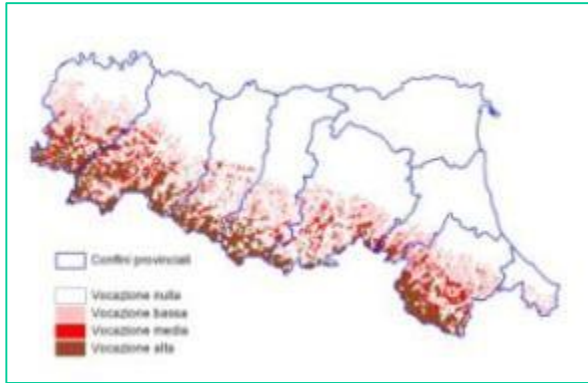 Confini provinciali
Vocazione nulla
Vocazione bassa
Vocazione media
Vocazione alta